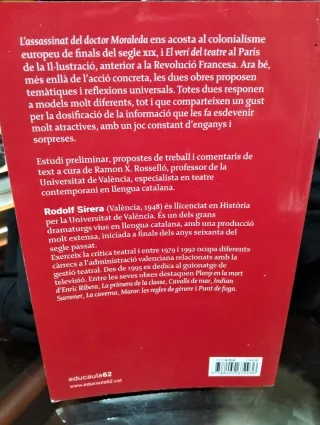 L'assassinat del doctor Moraleda ens acosta al colonialisme
europeu de finals del segle XIX, i El verí del teatre al París
de la Il·lustració, anterior a la Revolució Francesa. Ara bé,
més enllà de l'acció concreta, les dues obres proposen
temàtiques i reflexions universals. Totes dues responen
a models molt diferents, tot i que comparteixen un gust
per la dosificació de la informació que les fa esdevenir
molt atractives, amb un joc constant d'enganys i
sorpreses.
Estudi preliminar, propostes de treball i comentaris de
text a cura de Ramon X. Rosselló, professor de la
Universitat de València, especialista en teatre
contemporani en llengua catalana.
Rodolf Sirera (València, 1948) és llicenciat en Història
per la Universitat de València. És un dels grans
dramaturgs vius en llengua catalana, amb una producció
molt extensa, iniciada a finals dels anys seixanta del
segle passat.
Exerceix la crítica teatral i entre 1979 i 1992 ocupa diferents
càrrecs a l'administració valenciana relacionats amb la
gestió teatral. Des de 1995 es dedica al guionatge de
televisió. Entre les seves obres destaquen Plany en la mort
d'Enric Ribera, La primera de la classe, Cavalls de mar, Indian
Summer, La caverna, Maror: les regles de gènere i Punt de fuga.
educaula62
www.educaula62.cat